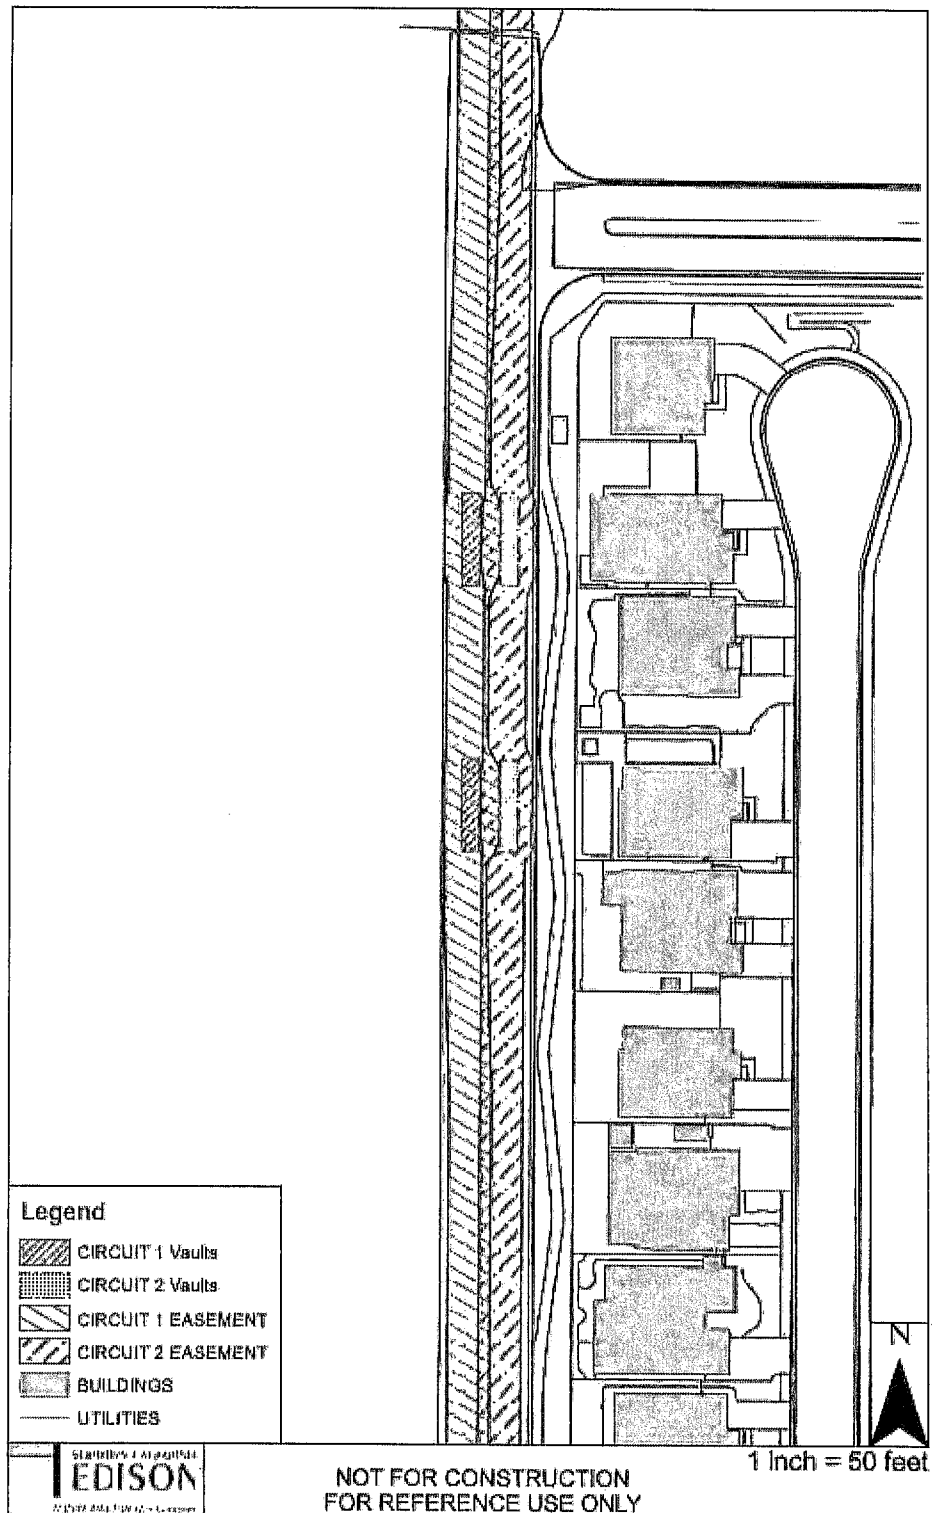 Legend
CIRCUIT 1 Vaults
CIRCUIT 2 Vaults
CIRCUIT 1 EASEMENT
CIRCUIT 2 EASEMENT
BUILDINGS
UTILITIES
N
1 Inch = 50 feet
EDISON
NOT FOR CONSTRUCTION
FOR REFERENCE USE ONLY